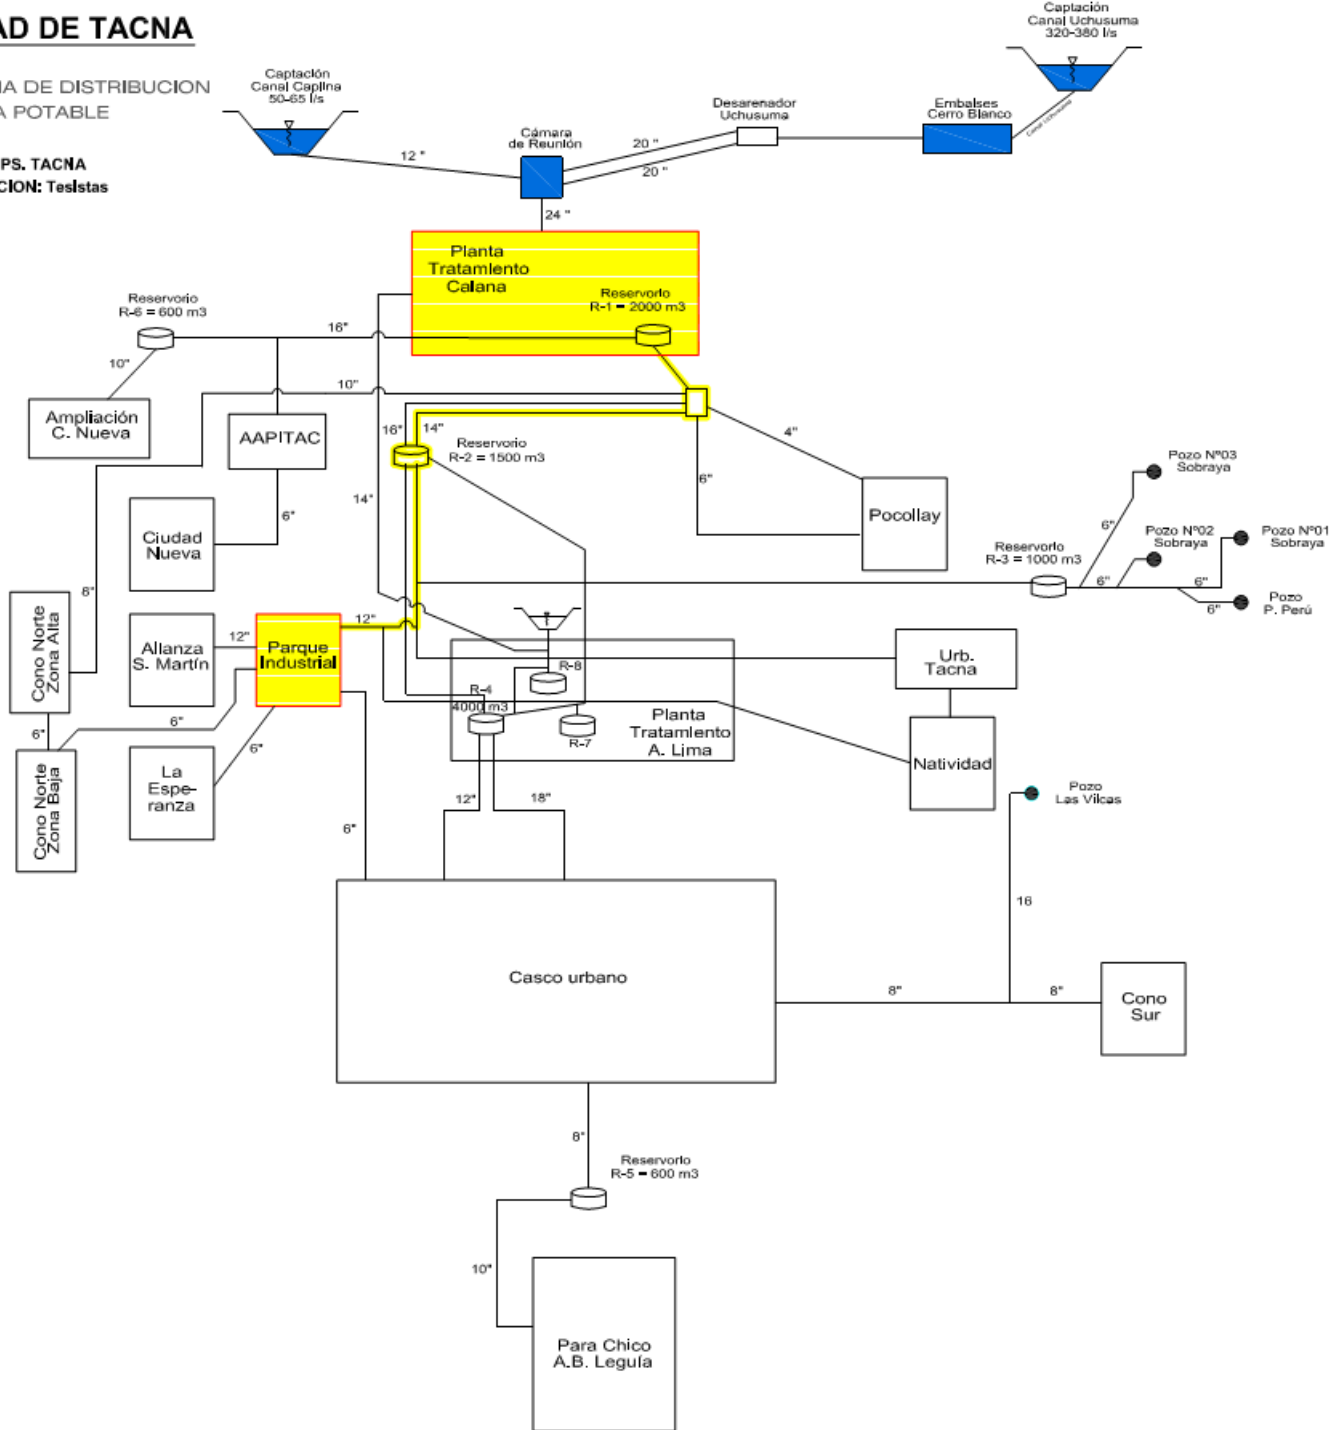 AD DE TACNA
Captación
Canal Uchusuma
320-380 l/s
MA DE DISTRIBUCION
A POTABLE
Captación
Canal Caplina
50-65 l/s
Desarenador
Uchusuma
Embalses
Cerro Blanco
Canal Uchusuma
Cámara
de Reunión
PS. TACNA
CION: Tesistas
12 "
20 "
20 "
24 "
Planta
Tratamiento
Calana
Reservorio
R-1 = 2000 m3
Reservorio
R-6 = 600 m3
16"
10"
10"
Ampliación
C. Nueva
AAPITAC
16"
14"
Reservorio
R-2 = 1500 m3
4"
6"
Pocollay
Pozo Nº03
Sobraya
14"
6"
Ciudad
Nueva
6"
Pozo Nº02
Sobraya
Pozo Nº01
Sobraya
Reservorio
R-3 = 1000 m3
6"
6"
6"
Pozo
P. Perú
8"
Cono Norte
Zona Alta
Alianza
S. Martín
12"
Parque
Industrial
12"
R-8
Urb.
Tacna
R-4
4000 m3
R-7
Planta
Tratamiento
A. Lima
Natividad
6"
6"
6"
Cono Norte
Zona Baja
La
Espe-
ranza
12"
18"
6"
Pozo
Las Vilcas
16
Casco urbano
8"
8"
Cono
Sur
8"
Reservorio
R-5 = 600 m3
10"
Para Chico
A.B. Leguía